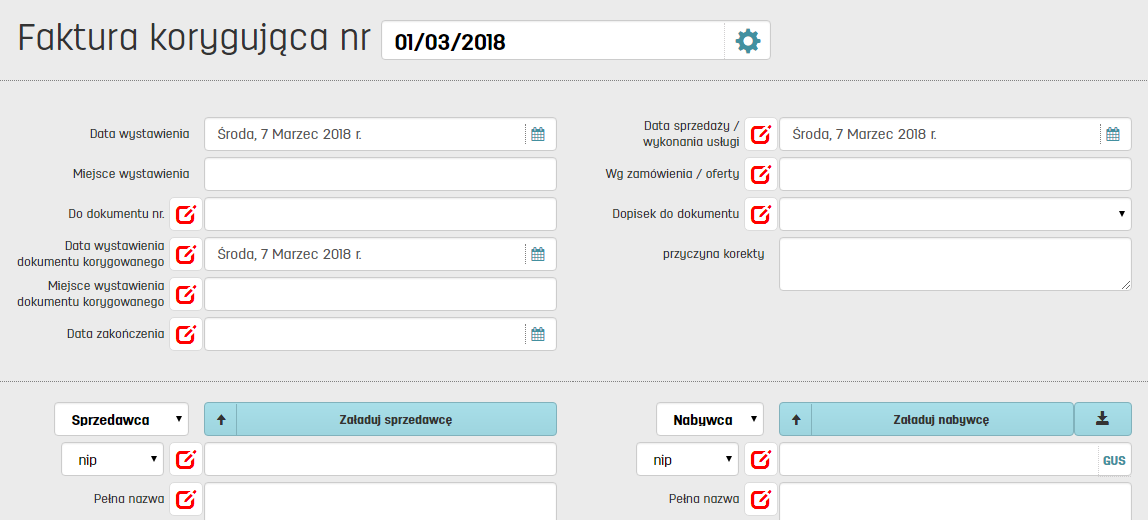 Faktura korygująca nr 01/03/2018
Data wystawienia Środa, 7 Marzec 2018 r.
Miejsce wystawienia
Do dokumentu nr.
Data wystawienia
dokumentu korygowanego Środa, 7 Marzec 2018 r.
Miejsce wystawienia
dokumentu korygowanego
Data zakończenia
Data sprzedaży /
wykonania usługi Środa, 7 Marzec 2018 r.
Wg zamówienia / oferty
Dopisek do dokumentu
przyczyna korekty
Sprzedawca Załaduj sprzedawcę
nip
Pełna nazwa
Nabywca Załaduj nabywcę
nip GUS
Pełna nazwa